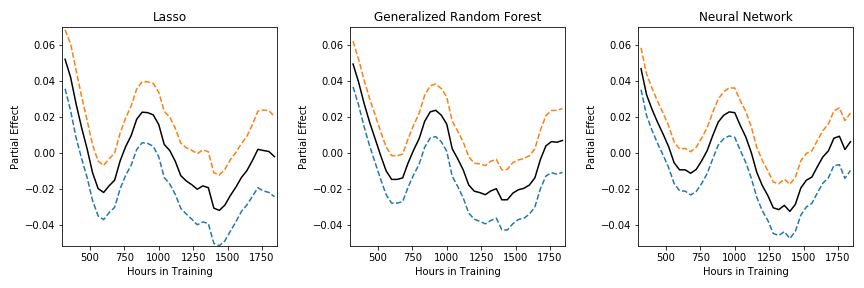 Lasso
Generalized Random Forest
Neural Network
Partial Effect
0.06
0.04
0.02
0.00
−0.02
−0.04
500 750 1000 1250 1500 1750
Hours in Training
Partial Effect
0.06
0.04
0.02
0.00
−0.02
−0.04
500 750 1000 1250 1500 1750
Hours in Training
Partial Effect
0.06
0.04
0.02
0.00
−0.02
−0.04
500 750 1000 1250 1500 1750
Hours in Training